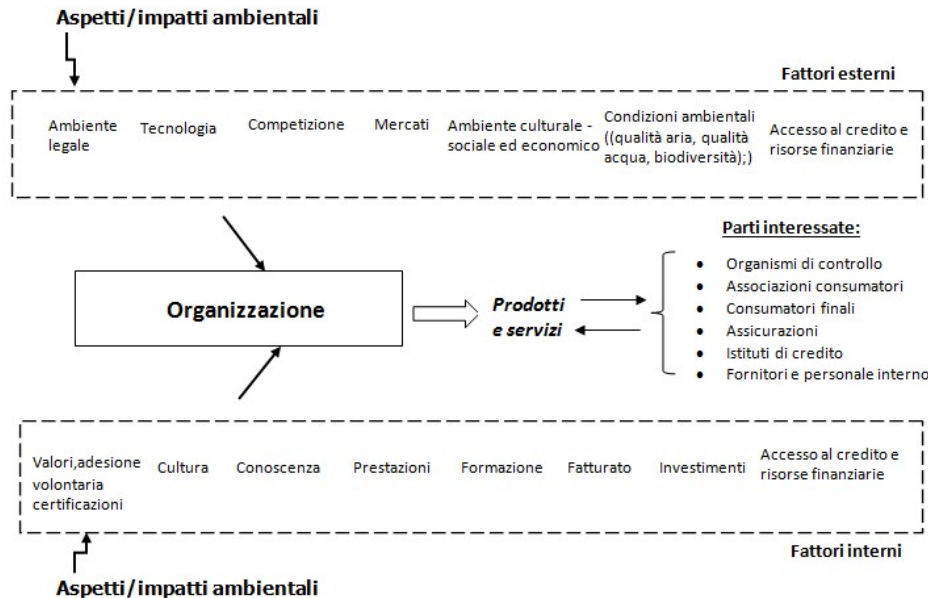 Aspetti/impatti ambientali
Fattori esterni
Ambiente
legale
Tecnologia
Competizione
Mercati
Ambiente culturale -
sociale ed economico
Condizioni ambientali
((qualità aria, qualità
acqua, biodiversità);)
Accesso al credito e
risorse finanziarie
Organizzazione
Prodotti
e servizi
Parti interessate:
• Organismi di controllo
• Associazioni consumatori
• Consumatori finali
• Assicurazioni
• Istituti di credito
• Fornitori e personale interno
Valori,adesione
volontaria
certificazioni
Cultura
Conoscenza
Prestazioni
Formazione
Fatturato
Investimenti
Accesso al credito e
risorse finanziarie
Fattori interni
Aspetti/impatti ambientali